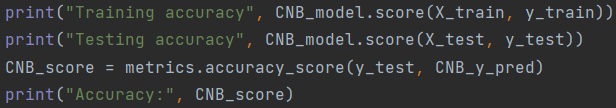 print("Training accuracy", CNB_model.score(X_train, y_train))
print("Testing accuracy", CNB_model.score(X_test, y_test))
CNB_score = metrics.accuracy_score(y_test, CNB_y_pred)
print("Accuracy:", CNB_score)